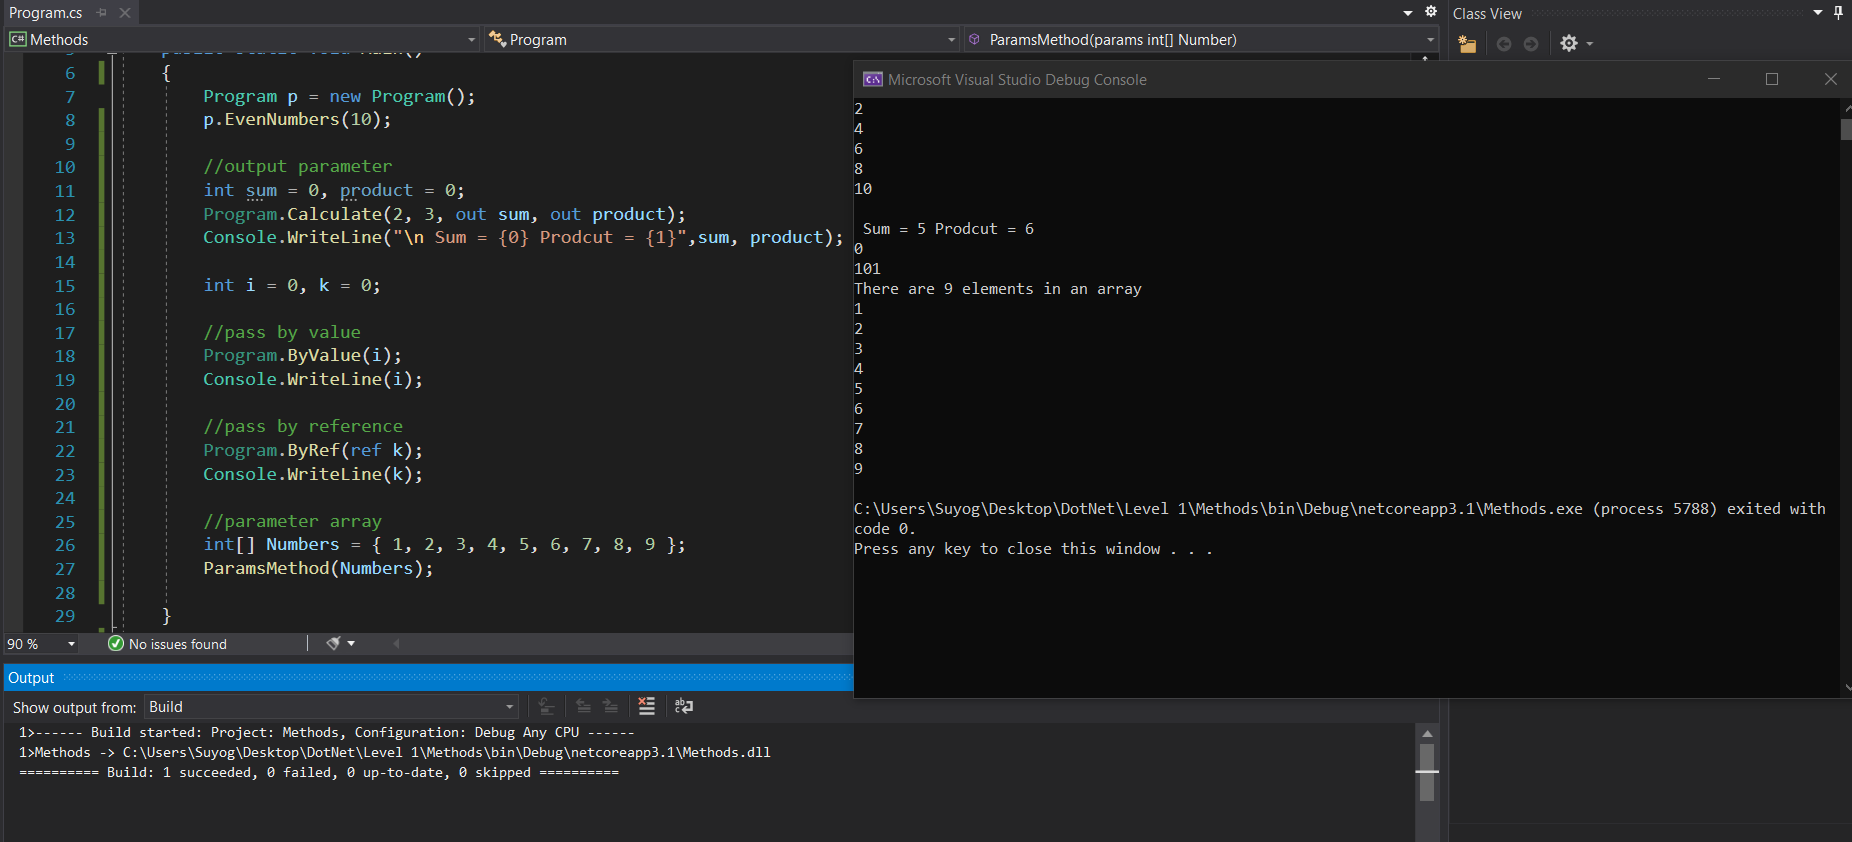 Program.cs
Class View
C# Methods
Program
ParamsMethod(params int[] Number)
6 {
7 Program p = new Program();
8 p.EvenNumbers(10);
9
10 //output parameter
11 int sum = 0, product = 0;
12 Program.Calculate(2, 3, out sum, out product);
13 Console.WriteLine("\n Sum = {0} Prodcut = {1}",sum, product);
14
15 int i = 0, k = 0;
16
17 //pass by value
18 Program.ByValue(i);
19 Console.WriteLine(i);
20
21 //pass by reference
22 Program.ByRef(ref k);
23 Console.WriteLine(k);
24
25 //parameter array
26 int[] Numbers = { 1, 2, 3, 4, 5, 6, 7, 8, 9 };
27 ParamsMethod(Numbers);
28
29 }
90 %
No issues found
Microsoft Visual Studio Debug Console
2
4
6
8
10
Sum = 5 Prodcut = 6
0
101
There are 9 elements in an array
1
2
3
4
5
6
7
8
9
C:\Users\Suyog\Desktop\DotNet\Level 1\Methods\bin\Debug\netcoreapp3.1\Methods.exe (process 5788) exited with
code 0.
Press any key to close this window . . .
Output
Show output from: Build
1>------ Build started: Project: Methods, Configuration: Debug Any CPU ------
1>Methods -> C:\Users\Suyog\Desktop\DotNet\Level 1\Methods\bin\Debug\netcoreapp3.1\Methods.dll
========== Build: 1 succeeded, 0 failed, 0 up-to-date, 0 skipped ==========